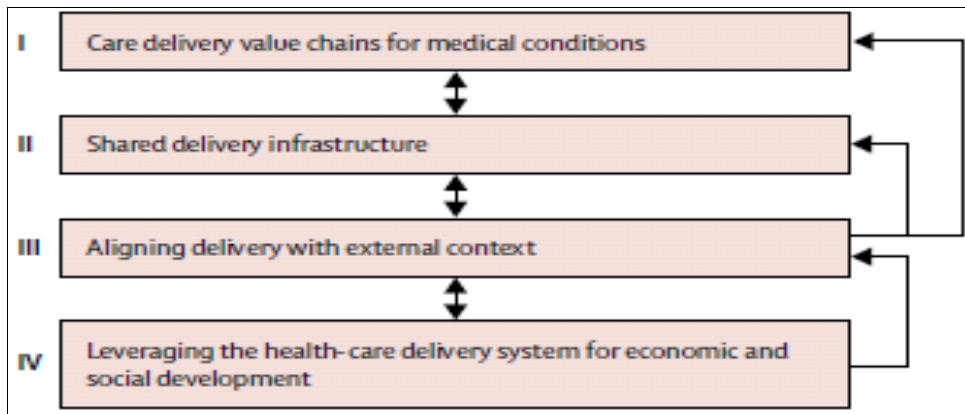 I Care delivery value chains for medical conditions
II Shared delivery infrastructure
III Aligning delivery with external context
IV Leveraging the health-care delivery system for economic and
social development